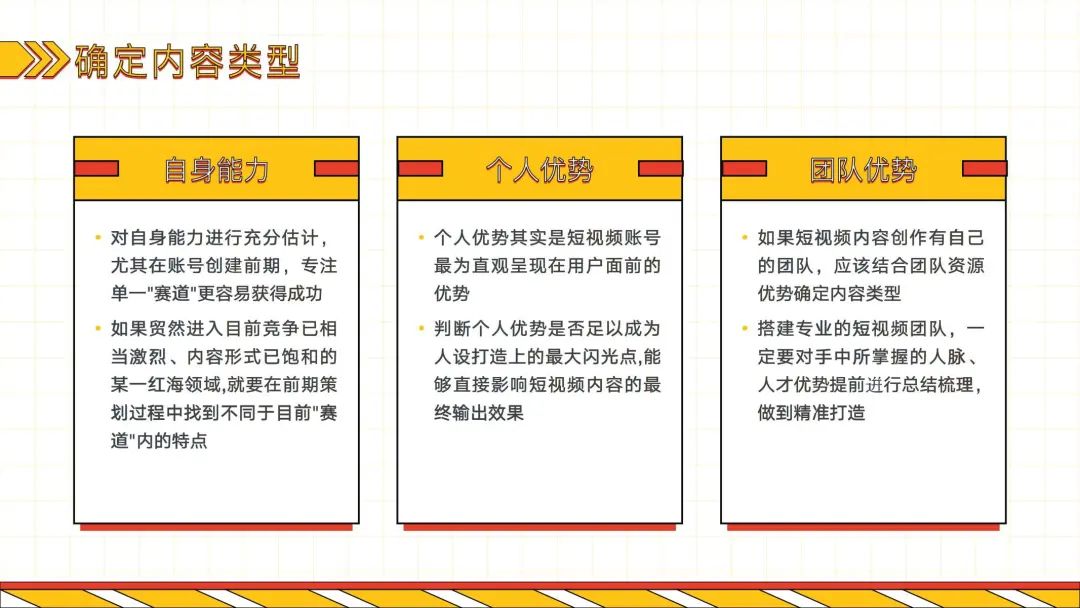 确定内容类型
自身能力
• 对自身能力进行充分估计，
尤其在账号创建前期，专注
单一"赛道"更容易获得成功
• 如果贸然进入目前竞争已相
当激烈、内容形式已饱和的
某一红海领域,就要在前期策
划过程中找到不同于目前"赛
道"内的特点
个人优势
• 个人优势其实是短视频账号
最为直观呈现在用户面前的
优势
• 判断个人优势是否足以成为
人设打造上的最大闪光点,能
够直接影响短视频内容的最
终输出效果
团队优势
• 如果短视频内容创作有自己
的团队，应该结合团队资源
优势确定内容类型
• 搭建专业的短视频团队，一
定要对手中所掌握的人脉、
人才优势提前进行总结梳理，
做到精准打造